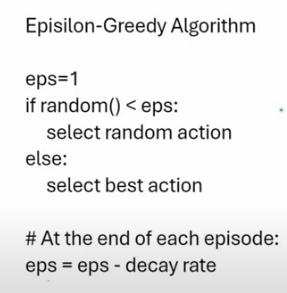 Episilon-Greedy Algorithm
eps=1
if random() < eps:
select random action
else:
select best action
# At the end of each episode:
eps = eps - decay rate